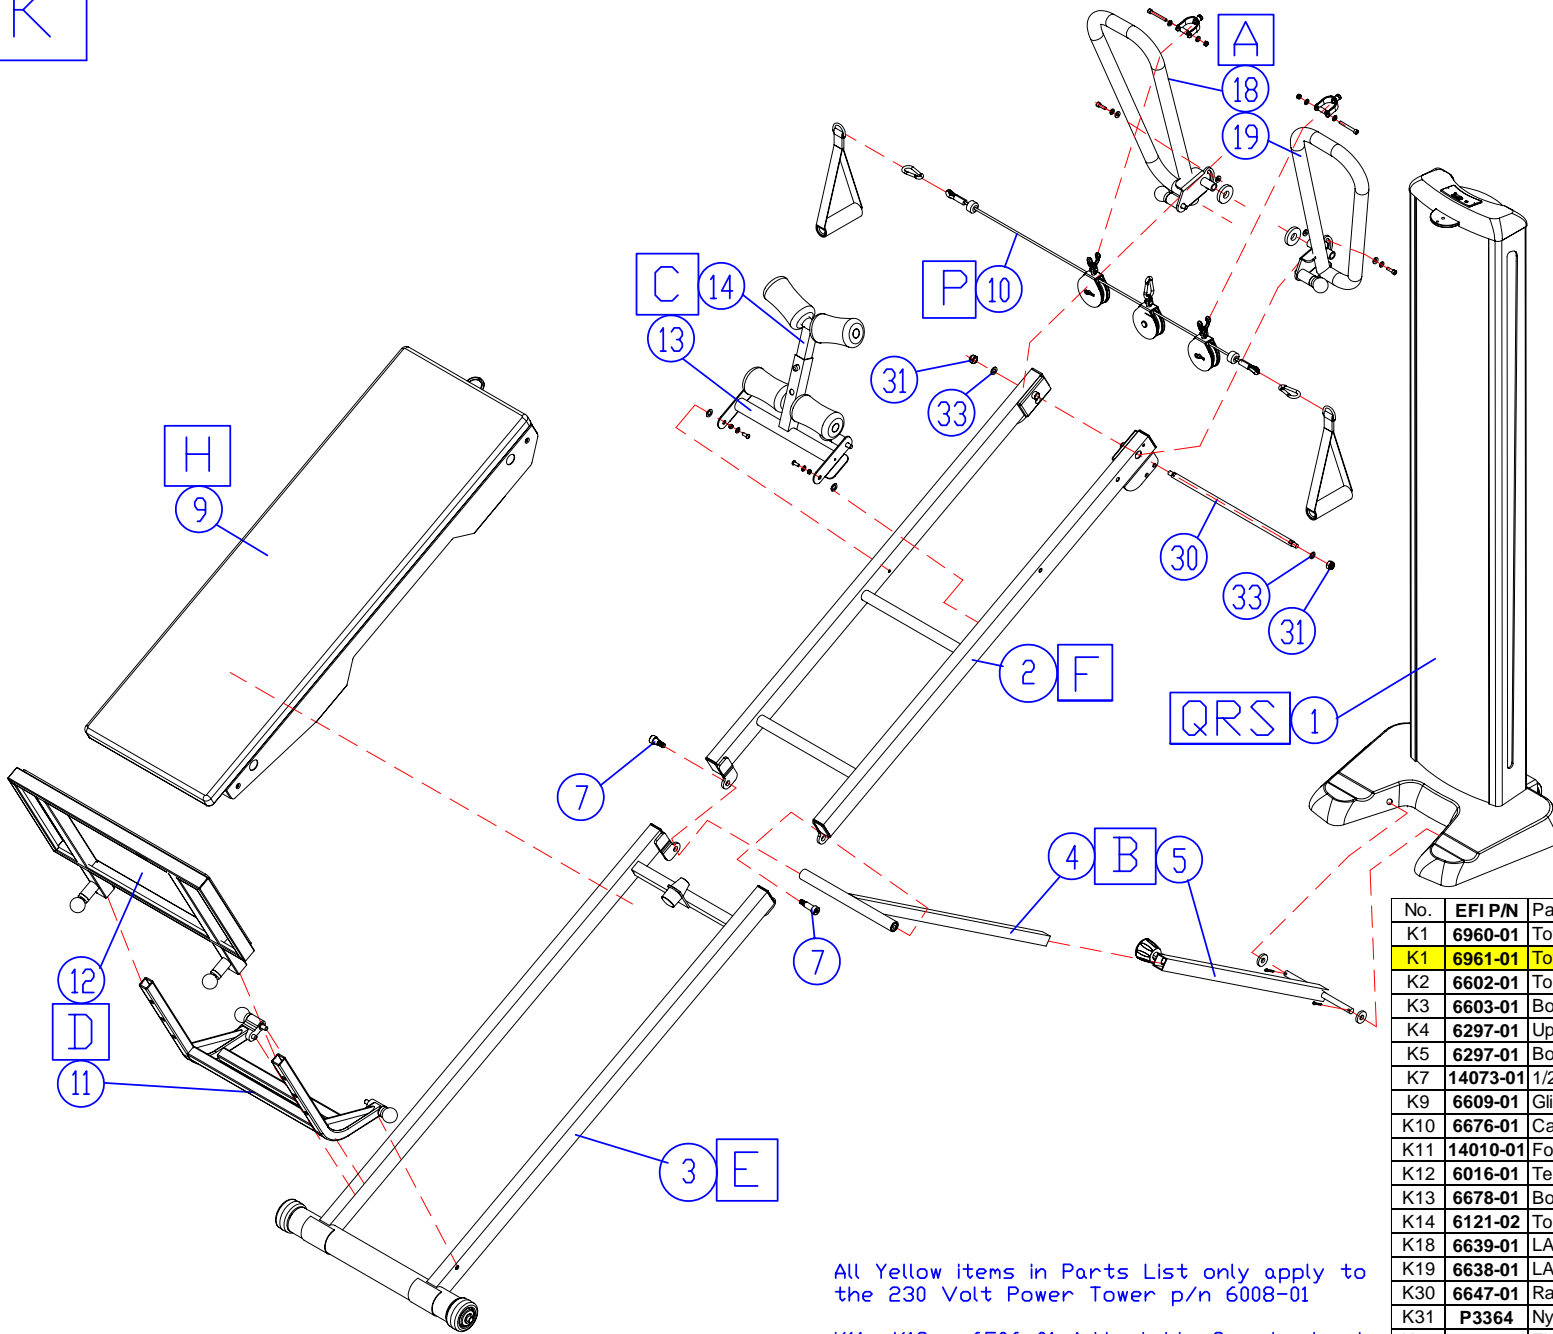 K
A
18
19
C
14
13
P
10
31
33
H
9
30
33
31
2
F
QRS
1
7
4
B
5
7
12
D
11
3
E
No. EFI P/N
K1 6960-01
K1 6961-01
K2 6602-01
K3 6603-01
K4 6297-01
K5 6297-01
K7 14073-01
K9 6609-01
K10 6676-01
K11 14010-01
K12 6016-01
K13 6678-01
K14 6121-02
K18 6639-01
K19 6638-01
K30 6647-01
K31 P3364
All Yellow items in Parts List only apply to
the 230 Volt Power Tower p/n 6008-01